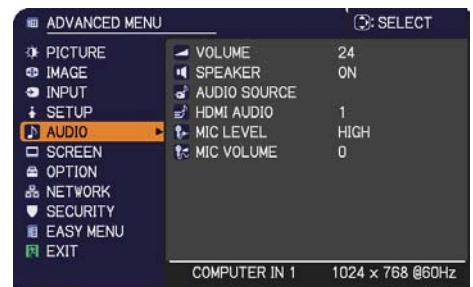 ADVANCED MENU : SELECT
PICTURE VOLUME 24
IMAGE SPEAKER ON
INPUT AUDIO SOURCE
SETUP HDMI AUDIO 1
AUDIO MIC LEVEL HIGH
SCREEN MIC VOLUME 0
OPTION
NETWORK
SECURITY
EASY MENU
EXIT
COMPUTER IN 1 1024 x 768 @60Hz